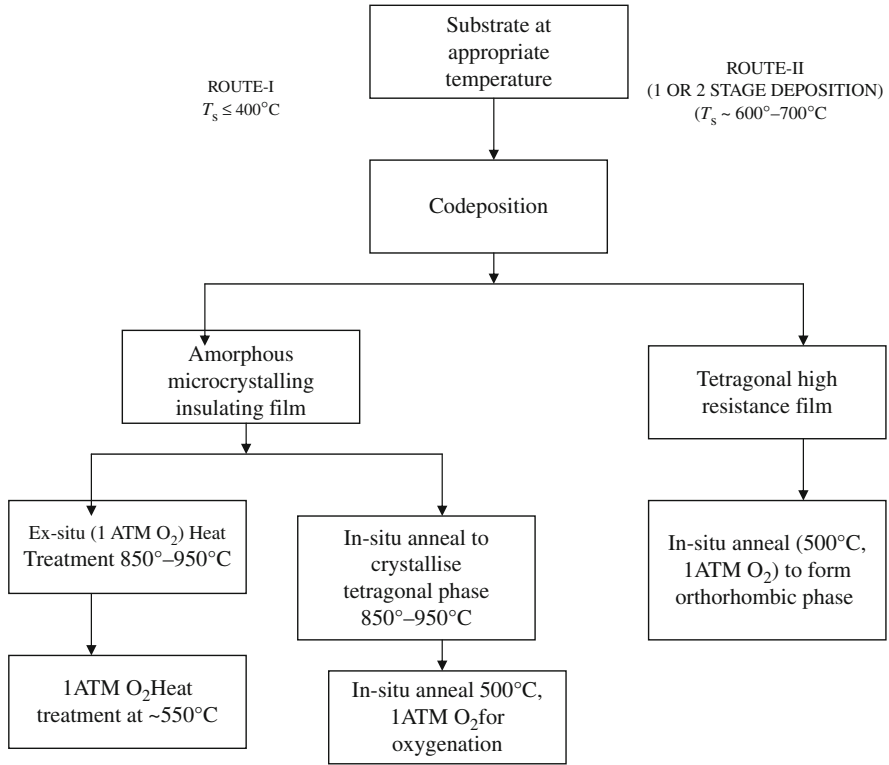 Substrate at
appropriate
temperature
ROUTE-I
Ts ≤ 400°C
ROUTE-II
(1 OR 2 STAGE DEPOSITION)
(Ts ~ 600°–700°C
Codeposition
Amorphous
microcrystalling
insulating film
Tetragonal high
resistance film
Ex-situ (1 ATM O2) Heat
Treatment 850°–950°C
In-situ anneal to
crystallise
tetragonal phase
850°–950°C
In-situ anneal (500°C,
1ATM O2) to form
orthorhombic phase
1ATM O2Heat
treatment at ~550°C
In-situ anneal 500°C,
1ATM O2for
oxygenation